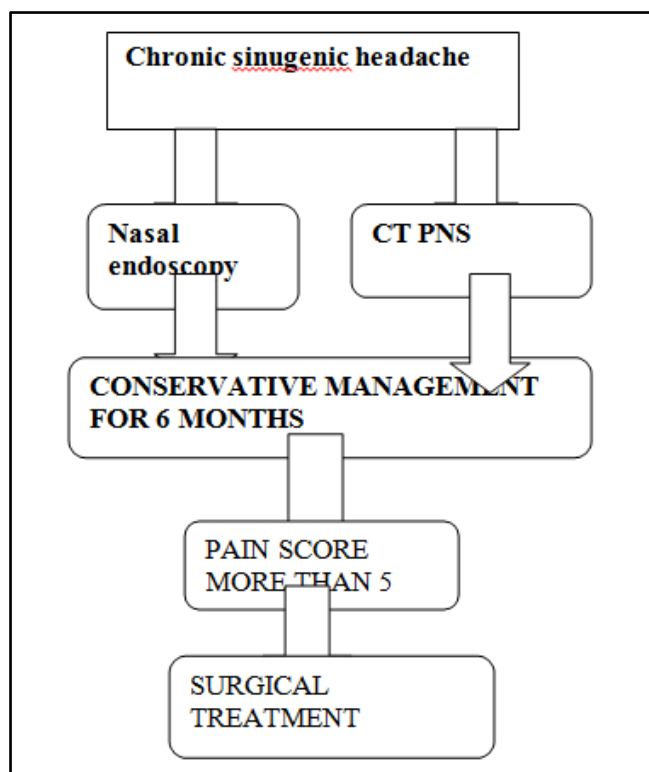 Chronic sinugenic headache
Nasal
endoscopy
CT PNS
CONSERVATIVE MANAGEMENT
FOR 6 MONTHS
PAIN SCORE
MORE THAN 5
SURGICAL
TREATMENT